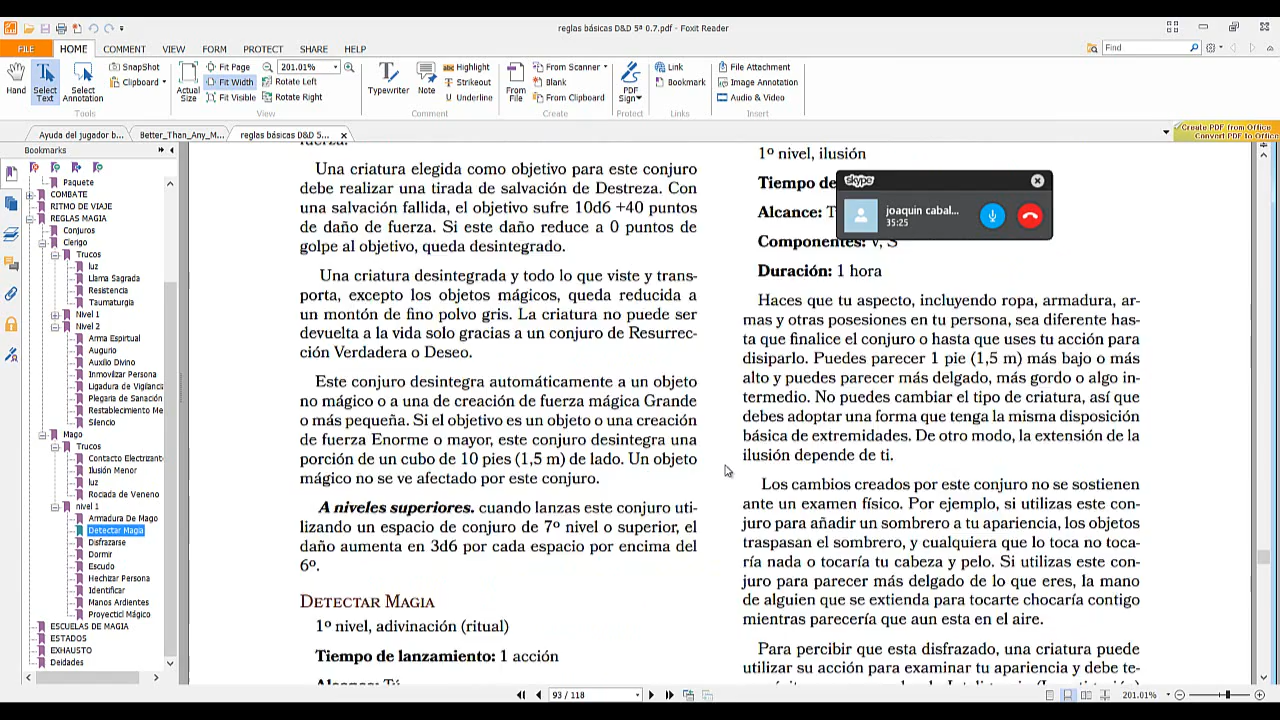 reglas básicas D&D 5ª 0.7.pdf - Foxit Reader
FILE HOME COMMENT VIEW FORM PROTECT SHARE HELP
Find
Hand
Select Text
Select Annotation
SnapShot
Clipboard
Tools
Actual Size
Fit Page
Fit Width
Fit Visible
201.01%
Rotate Left
Rotate Right
View
Typewriter
Note
Highlight
Strikeout
Underline
Comment
From File
From Scanner
Blank
From Clipboard
Create
PDF Sign
Protect
Link
Bookmark
Links
File Attachment
Image Annotation
Audio & Video
Insert
Ayuda del jugador b...
Better_Than_Any_M...
reglas básicas D&D 5...
Create PDF from Office
Convert PDF to Office
Bookmarks
Paquete
COMBATE
RITMO DE VIAJE
REGLAS MAGIA
Conjuros
Clerigo
Trucos
luz
Llama Sagrada
Resistencia
Taumaturgia
Nivel 1
Nivel 2
Arma Espirtual
Augurio
Auxilio Divino
Inmovilizar Persona
Ligadura de Vigilanci
Plegaria de Sanación
Restablecimiento Me
Silencio
Mago
Trucos
Contacto Electrizant
Ilusión Menor
luz
Rocada de Veneno
nivel 1
Armadura De Mago
Detectar Magia
Disfrazarse
Dormir
Escudo
Hechizar Persona
Identificar
Manos Ardientes
Proyecticl Mágico
ESCUELAS DE MAGIA
ESTADOS
EXHAUSTO
Deidades
fuerza.
Una criatura elegida como objetivo para este conjuro
debe realizar una tirada de salvación de Destreza. Con
una salvación fallida, el objetivo sufre 10d6 +40 puntos
de daño de fuerza. Si este daño reduce a 0 puntos de
golpe al objetivo, queda desintegrado.
Una criatura desintegrada y todo lo que viste y trans-
porta, excepto los objetos mágicos, queda reducida a
un montón de fino polvo gris. La criatura no puede ser
devuelta a la vida solo gracias a un conjuro de Resurrec-
ción Verdadera o Deseo.
Este conjuro desintegra automáticamente a un objeto
no mágico o a una de creación de fuerza mágica Grande
o más pequeña. Si el objetivo es un objeto o una creación
de fuerza Enorme o mayor, este conjuro desintegra una
porción de un cubo de 10 pies (1,5 m) de lado. Un objeto
mágico no se ve afectado por este conjuro.
A niveles superiores. cuando lanzas este conjuro uti-
lizando un espacio de conjuro de 7º nivel o superior, el
daño aumenta en 3d6 por cada espacio por encima del
6º.
DETECTAR MAGIA
1º nivel, adivinación (ritual)
Tiempo de lanzamiento: 1 acción
Alcance: Tú
1º nivel, ilusión
Tiempo de
Alcance: T
Componentes: V, S
Duración: 1 hora
Haces que tu aspecto, incluyendo ropa, armadura, ar-
mas y otras posesiones en tu persona, sea diferente has-
ta que finalice el conjuro o hasta que uses tu acción para
disiparlo. Puedes parecer 1 pie (1,5 m) más bajo o más
alto y puedes parecer más delgado, más gordo o algo in-
termedio. No puedes cambiar el tipo de criatura, así que
debes adoptar una forma que tenga la misma disposición
básica de extremidades. De otro modo, la extensión de la
ilusión depende de ti.
Los cambios creados por este conjuro no se sostienen
ante un examen físico. Por ejemplo, si utilizas este con-
juro para añadir un sombrero a tu apariencia, los objetos
traspasan el sombrero, y cualquiera que lo toca no toca-
ría nada o tocaría tu cabeza y pelo. Si utilizas este con-
juro para parecer más delgado de lo que eres, la mano
de alguien que se extienda para tocarte chocaría contigo
mientras parecería que aun esta en el aire.
Para percibir que esta disfrazado, una criatura puede
utilizar su acción para examinar tu apariencia y debe te-
skype
joaquin cabal...
35:25
93 / 118
201.01%